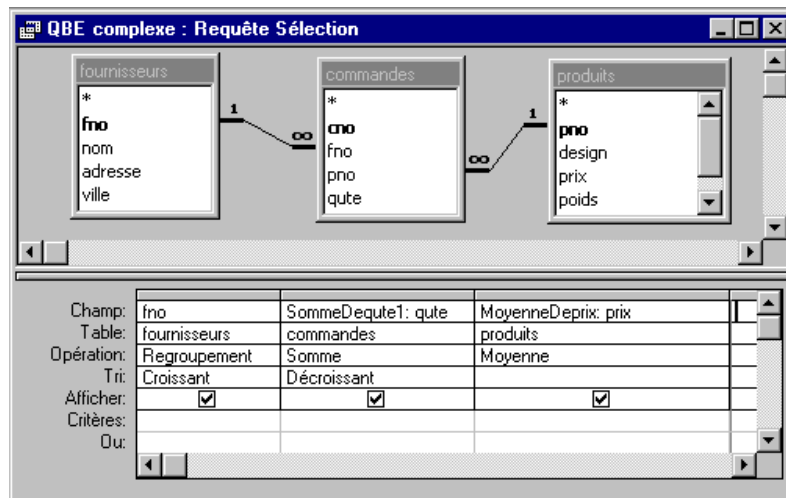 QBE complexe : Requête Sélection
fournisseurs
*
fno
nom
adresse
ville
1
∞
commandes
*
cno
fno
pno
qute
∞
1
produits
*
pno
design
prix
poids
Champ: fno SommeDequte1: qute MoyenneDeprix: prix
Table: fournisseurs commandes produits
Opération: Regroupement Somme Moyenne
Tri: Croissant Décroissant
Afficher:
Critères:
Ou: